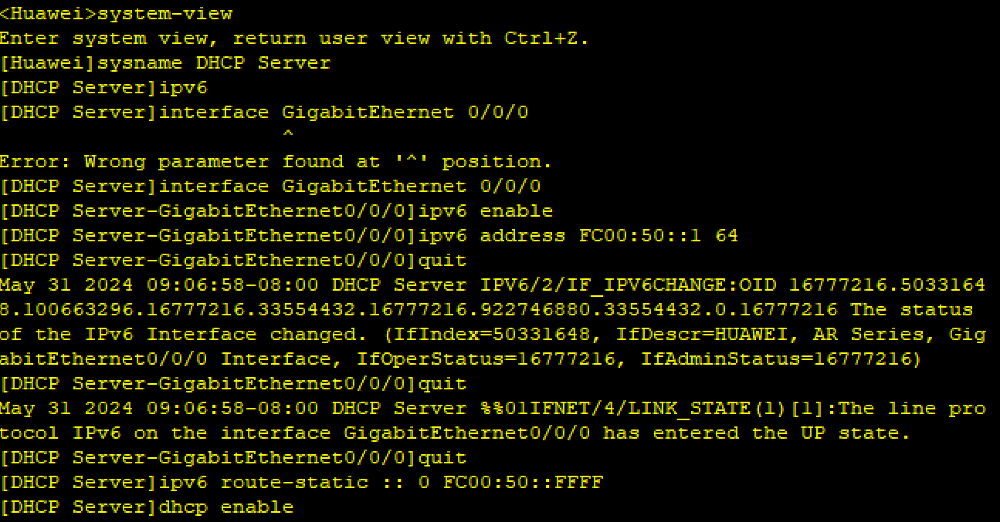 <Huawei>system-view
Enter system view, return user view with Ctrl+Z.
[Huawei]sysname DHCP Server
[DHCP Server]ipv6
[DHCP Server]interface GigabitEhernet 0/0/0
^
Error: Wrong parameter found at '^' position.
[DHCP Server]interface GigabitEthernet 0/0/0
[DHCP Server-GigabitEthernet0/0/0]ipv6 enable
[DHCP Server-GigabitEthernet0/0/0]ipv6 address FC00:50::1 64
[DHCP Server-GigabitEthernet0/0/0]quit
May 31 2024 09:06:58-08:00 DHCP Server IPV6/2/IF_IPV6CHANGE:OID 16777216.5033164
8.100663296.16777216.33554432.16777216.922746880.33554432.0.16777216 The status
of the IPv6 Interface changed. (IfIndex=50331648, IfDescr=HUAWEI, AR Series, Gig
abitEthernet0/0/0 Interface, IfOperStatus=16777216, IfAdminStatus=16777216)
[DHCP Server-GigabitEthernet0/0/0]quit
May 31 2024 09:06:58-08:00 DHCP Server %%01IFNET/4/LINK_STATE(l)[1]:The line pro
tocol IPv6 on the interface GigabitEthernet0/0/0 has entered the UP state.
[DHCP Server-GigabitEthernet0/0/0]quit
[DHCP Server]ipv6 route-static :: 0 FC00:50::FFFF
[DHCP Server]dhcp enable